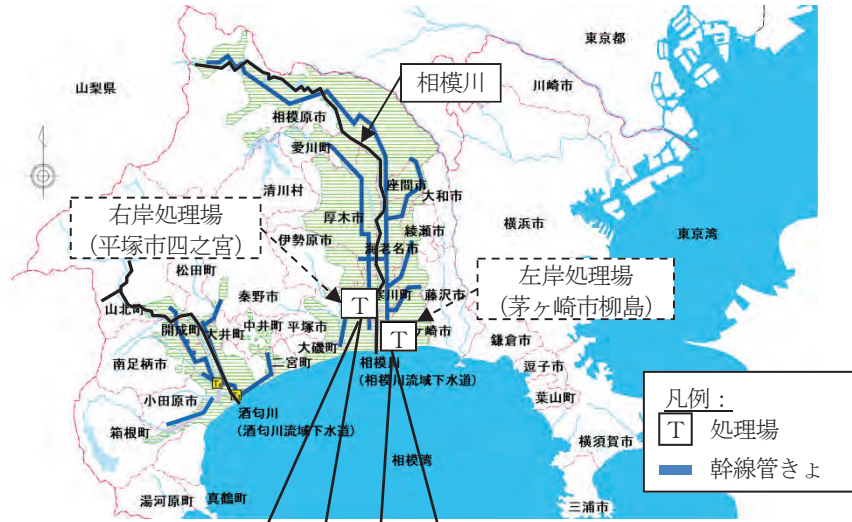 東京都
山梨県
川崎市
相模川
相模原市
愛川町
座間市
大和市
清川村
厚木市
綾瀬市
横浜市
東京湾
右岸処理場
(平塚市四之宮)
伊勢原市
海老名市
左岸処理場
(茅ヶ崎市柳島)
松田町
秦野市
寒川町
藤沢市
T
山北町
開成町
大井町
中井町
平塚市
T
ケ崎市
大磯町
鎌倉市
南足柄市
二宮町
相模川
(相模川流域下水道)
逗子市
葉山町
小田原市
酒匂川
(酒匂川流域下水道)
箱根町
相模湾
横須賀市
湯河原町
真鶴町
三浦市
凡例:
T 処理場
幹線管きょ